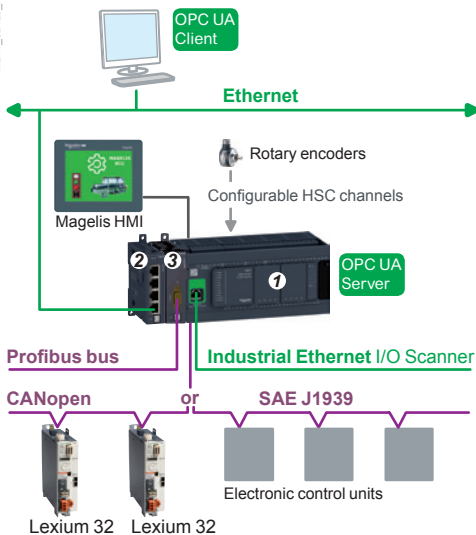 OPC UA
Client
Ethernet
MAGELIS
Rotary encoders
Configurable HSC channels
Magelis HMI
2
3
1
OPC UA
Server
Profibus bus
Industrial Ethernet I/O Scanner
CANopen
or
SAE J1939
Electronic control units
Lexium 32
Lexium 32